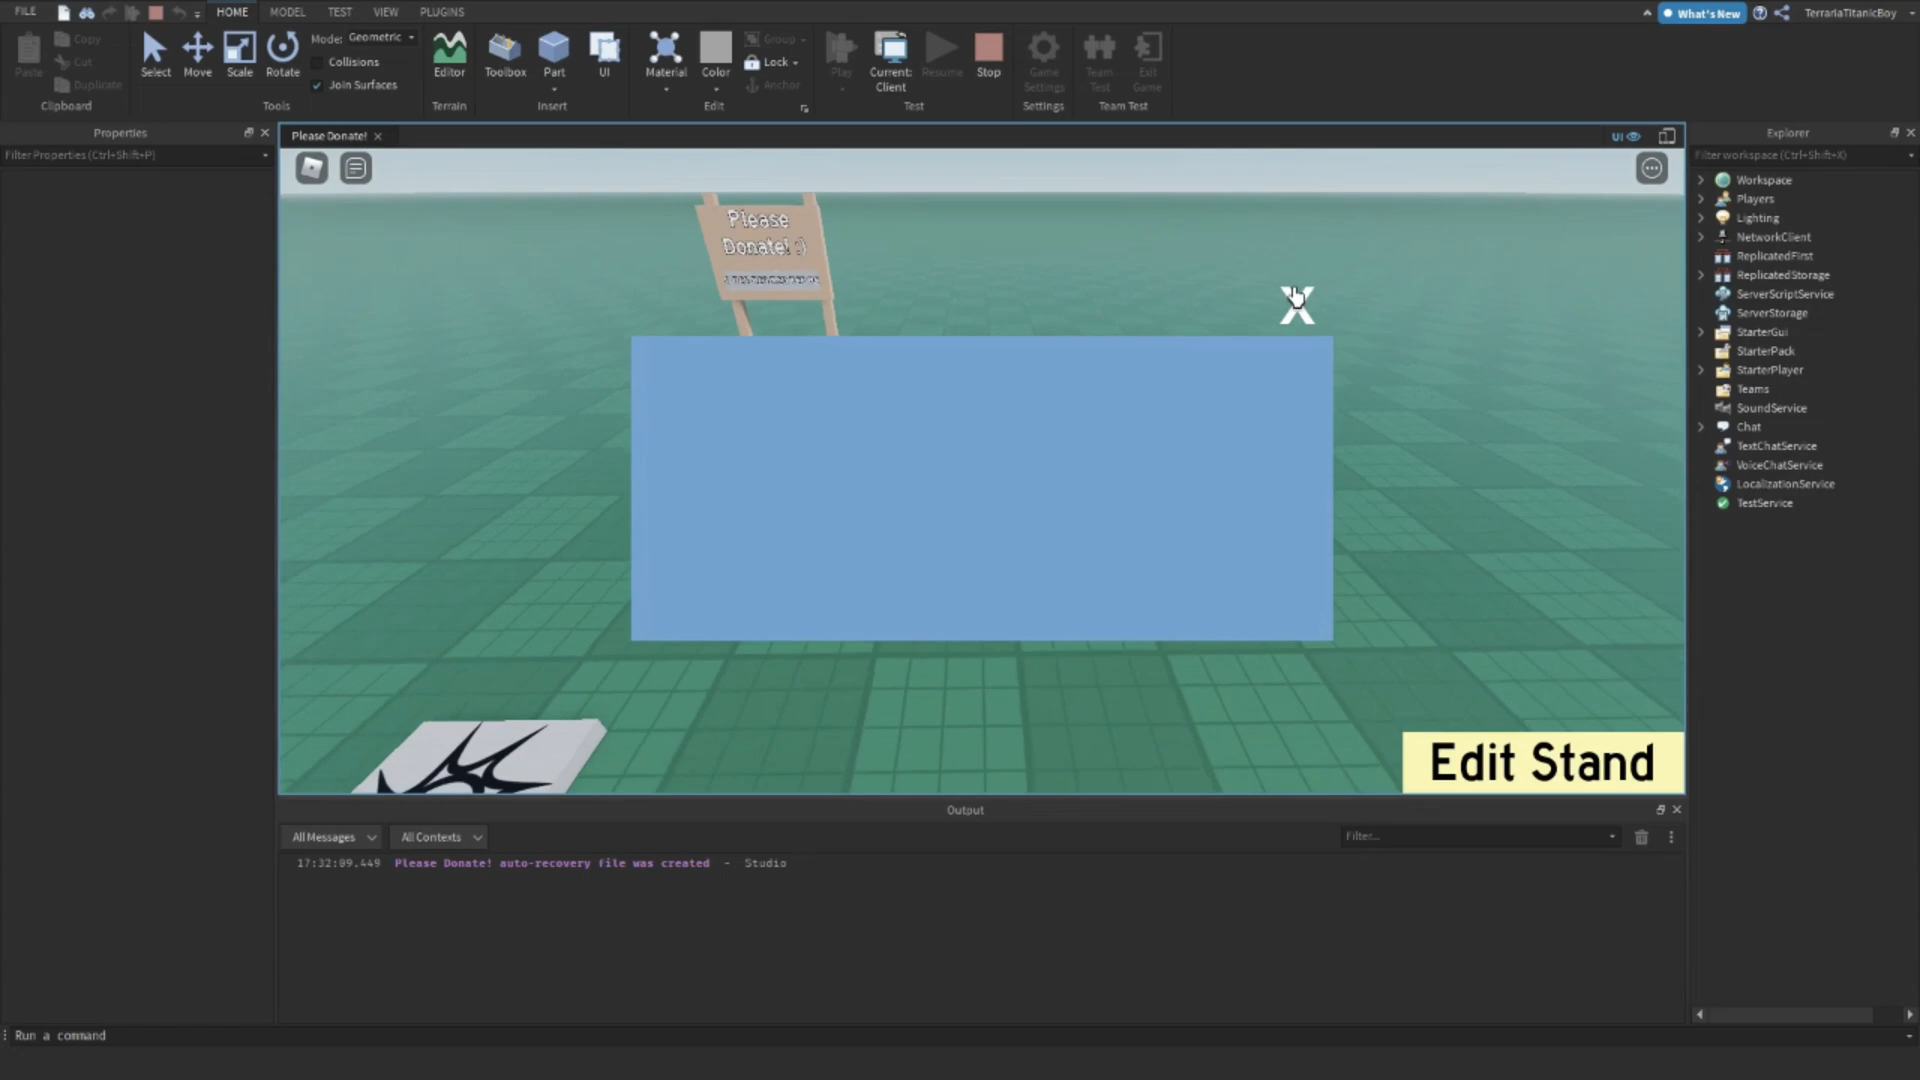 FILE HOME MODEL TEST VIEW PLUGINS What's New TerrariaTitanicBoy
Paste Copy Cut Duplicate Clipboard
Select Move Scale Rotate Mode: Geometric Collisions Join Surfaces Tools
Editor Terrain
Toolbox Part UI Insert
Material Color Group Lock Anchor Edit
Play Current: Client Resume Stop Test
Game Settings Settings
Team Test Exit Game Team Test
Properties
Filter Properties (Ctrl+Shift+P)
Please Donate! UI
Please
Donate! :)
X
Edit Stand
Explorer
Filter workspace (Ctrl+Shift+X)
Workspace
Players
Lighting
NetworkClient
ReplicatedFirst
ReplicatedStorage
ServerScriptService
ServerStorage
StarterGui
StarterPack
StarterPlayer
Teams
SoundService
Chat
TextChatService
VoiceChatService
LocalizationService
TestService
Output
All Messages All Contexts Filter...
17:32:09.449 Please Donate! auto-recovery file was created - Studio
Run a command